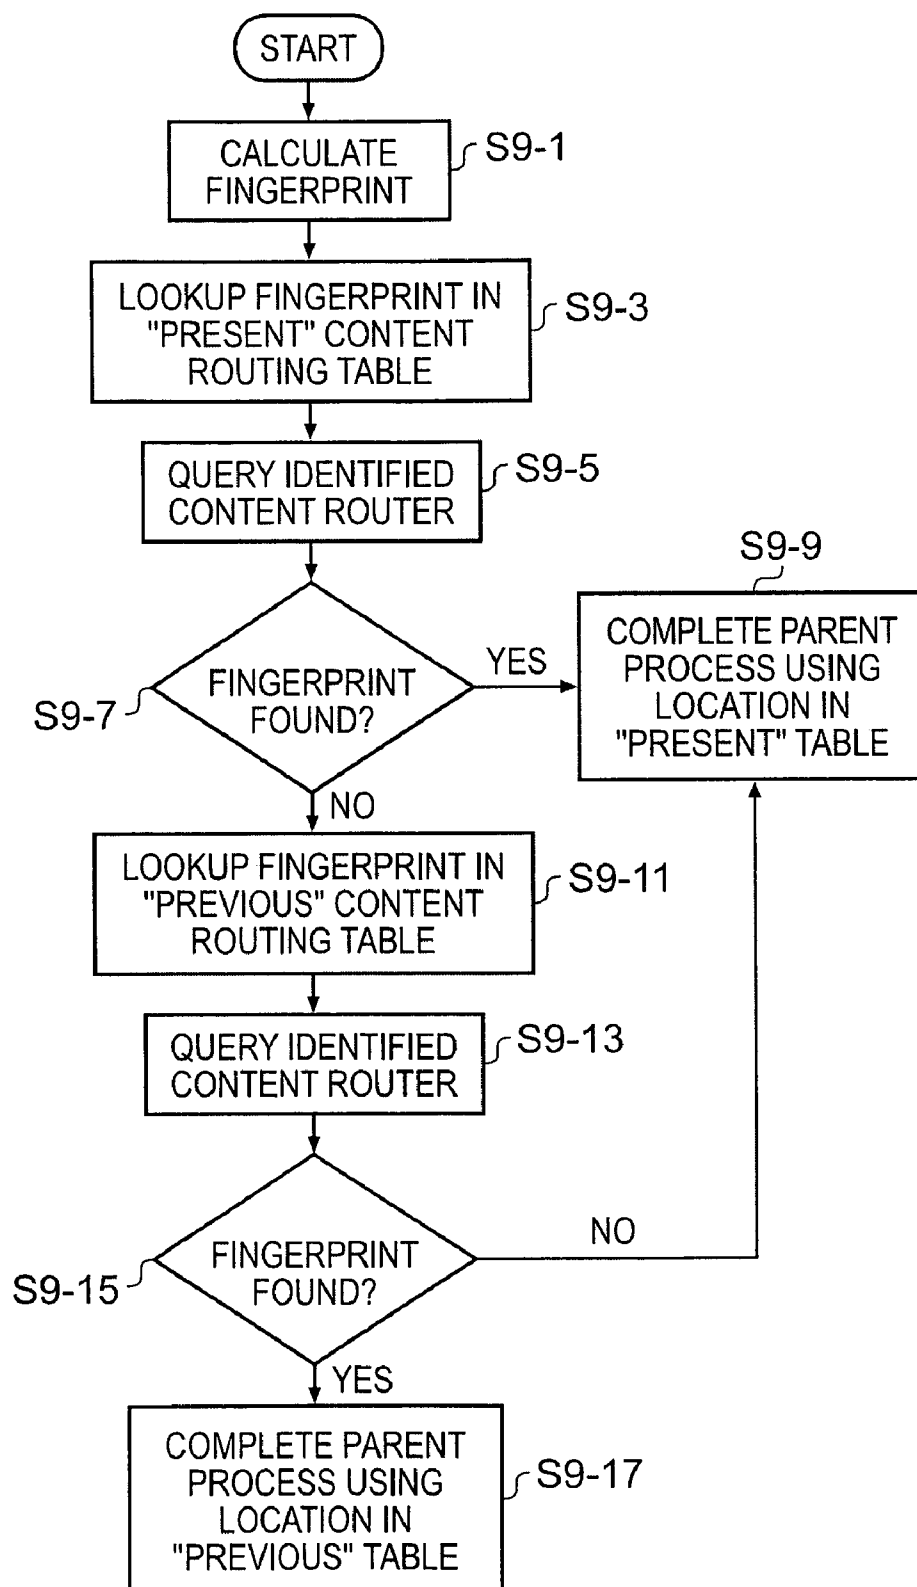 START
CALCULATE
FINGERPRINT
S9-1
LOOKUP FINGERPRINT IN
"PRESENT" CONTENT
ROUTING TABLE
S9-3
QUERY IDENTIFIED
CONTENT ROUTER
S9-5
FINGERPRINT
FOUND?
S9-7
YES
S9-9
COMPLETE PARENT
PROCESS USING
LOCATION IN
"PRESENT" TABLE
NO
LOOKUP FINGERPRINT IN
"PREVIOUS" CONTENT
ROUTING TABLE
S9-11
QUERY IDENTIFIED
CONTENT ROUTER
S9-13
FINGERPRINT
FOUND?
S9-15
NO
YES
COMPLETE PARENT
PROCESS USING
LOCATION IN
"PREVIOUS" TABLE
S9-17